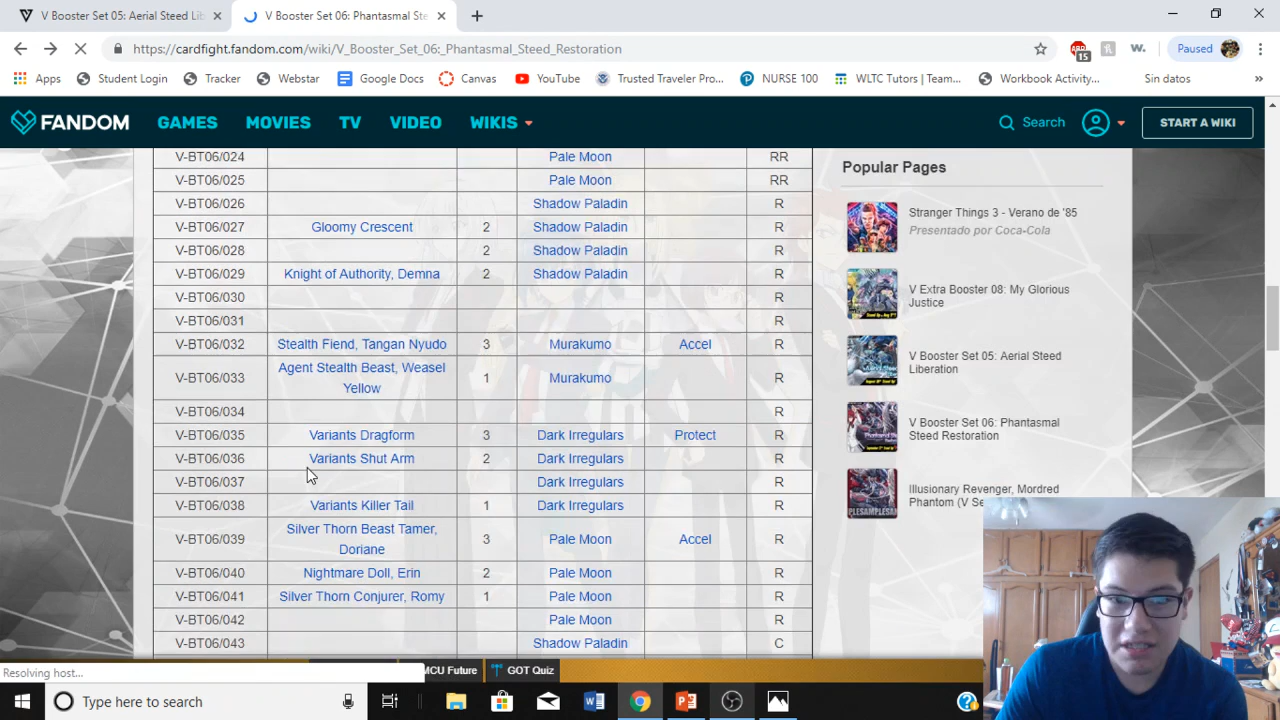 V Booster Set 05: Aerial Steed Lib
V Booster Set 06: Phantasmal Ste
https://cardfight.fandom.com/wiki/V_Booster_Set_06:_Phantasmal_Steed_Restoration
15
Paused
Apps
Student Login
Tracker
Webstar
Google Docs
Canvas
YouTube
Trusted Traveler Pro...
NURSE 100
WLTC Tutors | Team...
Workbook Activity...
Sin datos
FANDOM
GAMES
MOVIES
TV
VIDEO
WIKIS
Search
START A WIKI
V-BT06/024 Pale Moon RR
V-BT06/025 Pale Moon RR
V-BT06/026 Shadow Paladin R
V-BT06/027 Gloomy Crescent 2 Shadow Paladin R
V-BT06/028 2 Shadow Paladin R
V-BT06/029 Knight of Authority, Demna 2 Shadow Paladin R
V-BT06/030 R
V-BT06/031 R
V-BT06/032 Stealth Fiend, Tangan Nyudo 3 Murakumo Accel R
V-BT06/033 Agent Stealth Beast, Weasel 1 Murakumo R
Yellow
V-BT06/034 R
V-BT06/035 Variants Dragform 3 Dark Irregulars Protect R
V-BT06/036 Variants Shut Arm 2 Dark Irregulars R
V-BT06/037 Dark Irregulars R
V-BT06/038 Variants Killer Tail 1 Dark Irregulars R
V-BT06/039 Silver Thorn Beast Tamer, 3 Pale Moon Accel R
Doriane
V-BT06/040 Nightmare Doll, Erin 2 Pale Moon R
V-BT06/041 Silver Thorn Conjurer, Romy 1 Pale Moon R
V-BT06/042 Pale Moon R
V-BT06/043 Shadow Paladin C
Popular Pages
Stranger Things 3 - Verano de '85
Presentado por Coca-Cola
V Extra Booster 08: My Glorious
Justice
V Booster Set 05: Aerial Steed
Liberation
V Booster Set 06: Phantasmal
Steed Restoration
Illusionary Revenger, Mordred
Phantom (V Se
Resolving host...
MCU Future
GOT Quiz
Type here to search